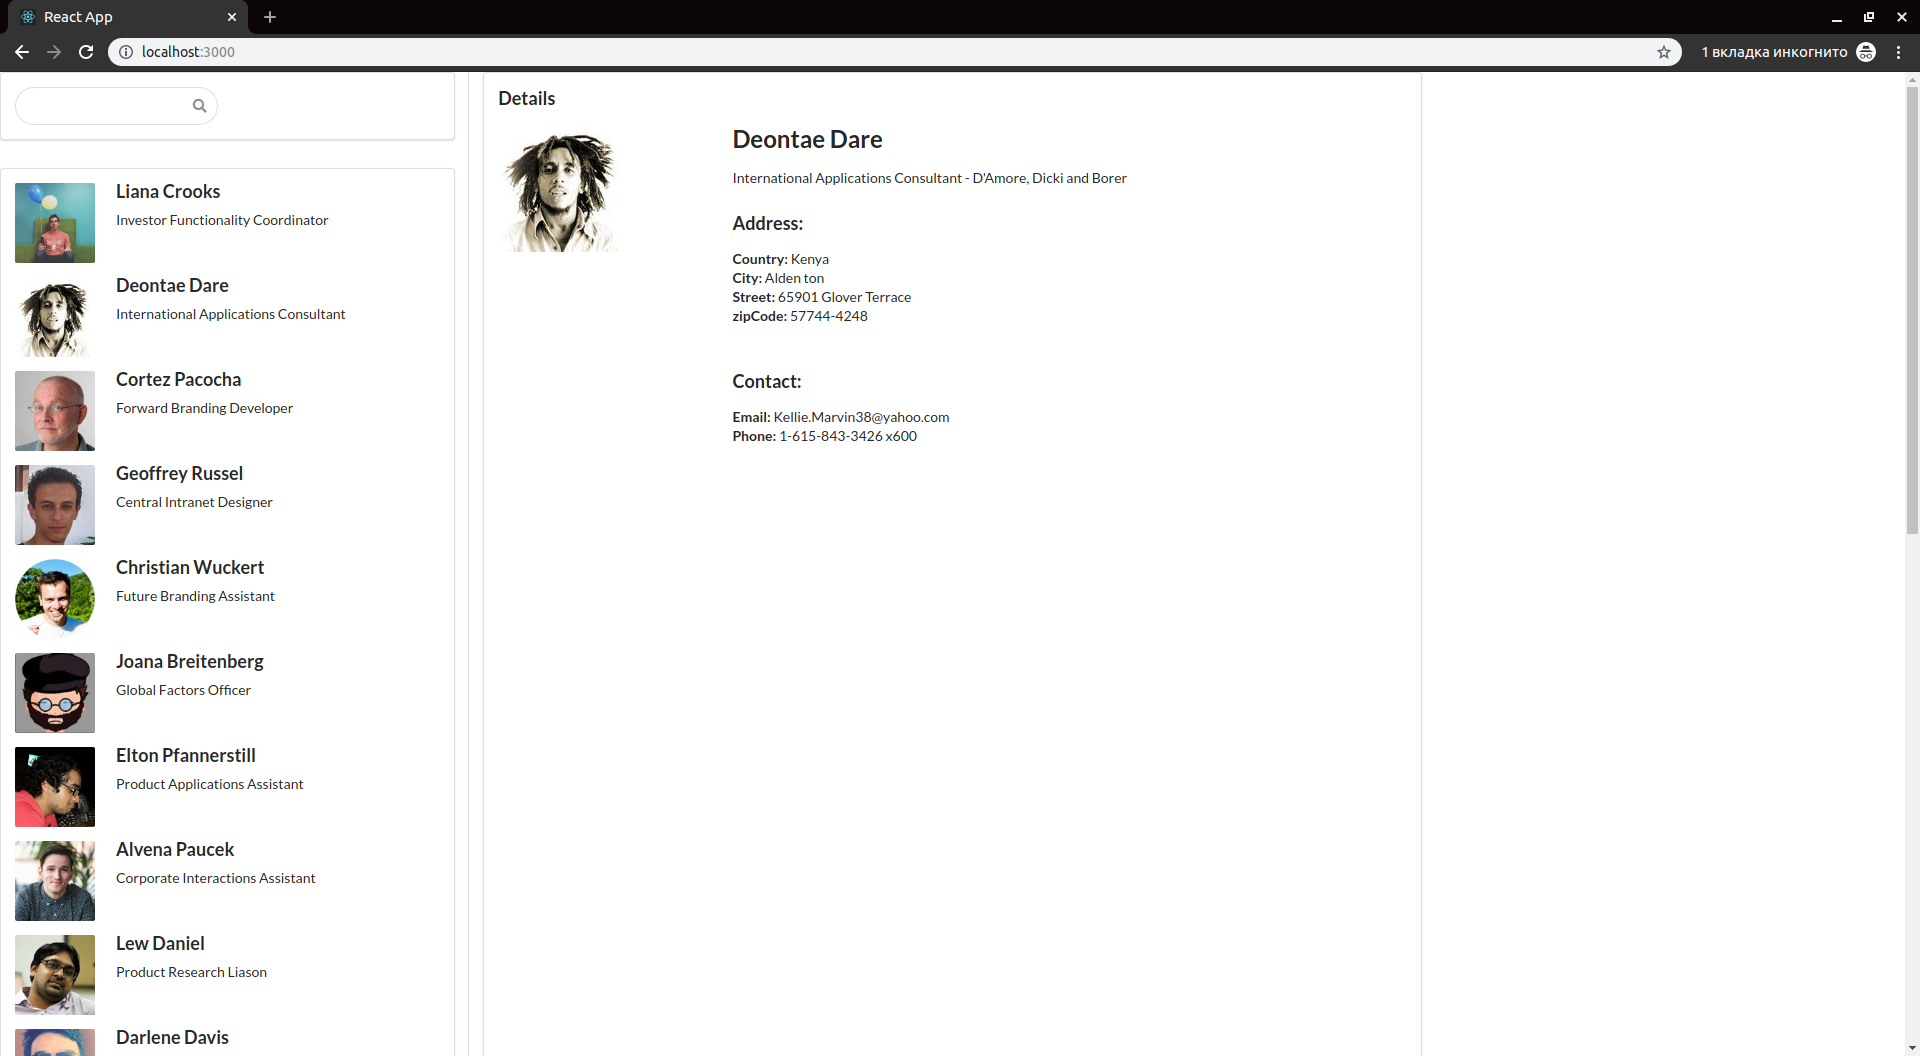 React App
localhost:3000
1 вкладка инкогнито
Liana Crooks
Investor Functionality Coordinator
Deontae Dare
International Applications Consultant
Cortez Pacocha
Forward Branding Developer
Geoffrey Russel
Central Intranet Designer
Christian Wuckert
Future Branding Assistant
Joana Breitenberg
Global Factors Officer
Elton Pfannerstill
Product Applications Assistant
Alvena Paucek
Corporate Interactions Assistant
Lew Daniel
Product Research Liason
Darlene Davis
Details
Deontae Dare
International Applications Consultant - D'Amore, Dicki and Borer
Address:
Country: Kenya
City: Alden ton
Street: 65901 Glover Terrace
zipCode: 57744-4248
Contact:
Email: Kellie.Marvin38@yahoo.com
Phone: 1-615-843-3426 x600